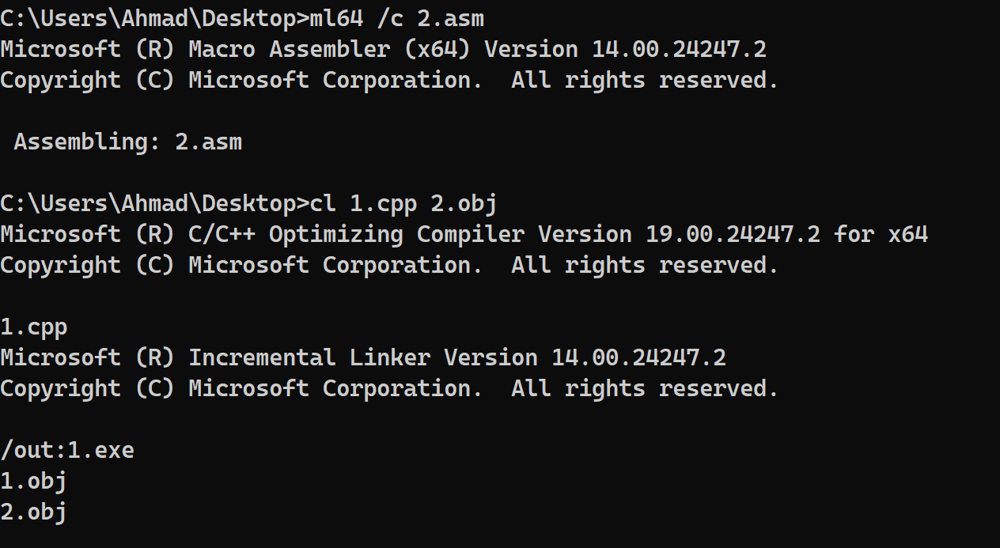 C:\Users\Ahmad\Desktop>ml64 /c 2.asm
Microsoft (R) Macro Assembler (x64) Version 14.00.24247.2
Copyright (C) Microsoft Corporation.  All rights reserved.
 Assembling: 2.asm
C:\Users\Ahmad\Desktop>cl 1.cpp 2.obj
Microsoft (R) C/C++ Optimizing Compiler Version 19.00.24247.2 for x64
Copyright (C) Microsoft Corporation.  All rights reserved.
1.cpp
Microsoft (R) Incremental Linker Version 14.00.24247.2
Copyright (C) Microsoft Corporation.  All rights reserved.
/out:1.exe
1.obj
2.obj